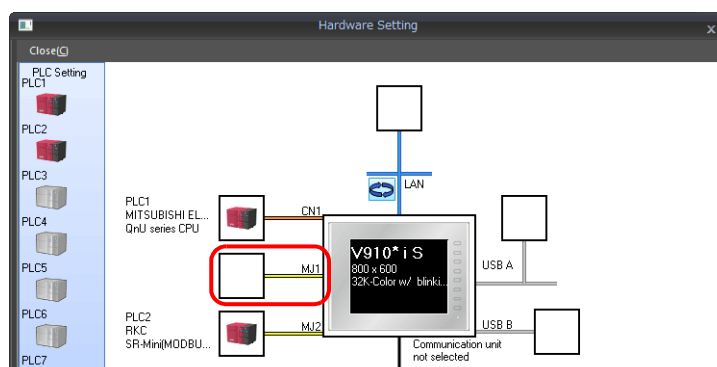 Hardware Setting
x
Close(C)
PLC Setting
PLC1
PLC2
PLC3
PLC4
PLC5
PLC6
PLC7
LAN
PLC1
MITSUBISHI EL...
QnU series CPU
CN1
MJ1
PLC2
RKC
SR-Mini(MODBU...
MJ2
V910* i S
800 x 600
32K-Color w/ blinki...
USB A
USB B
Communication unit
not selected